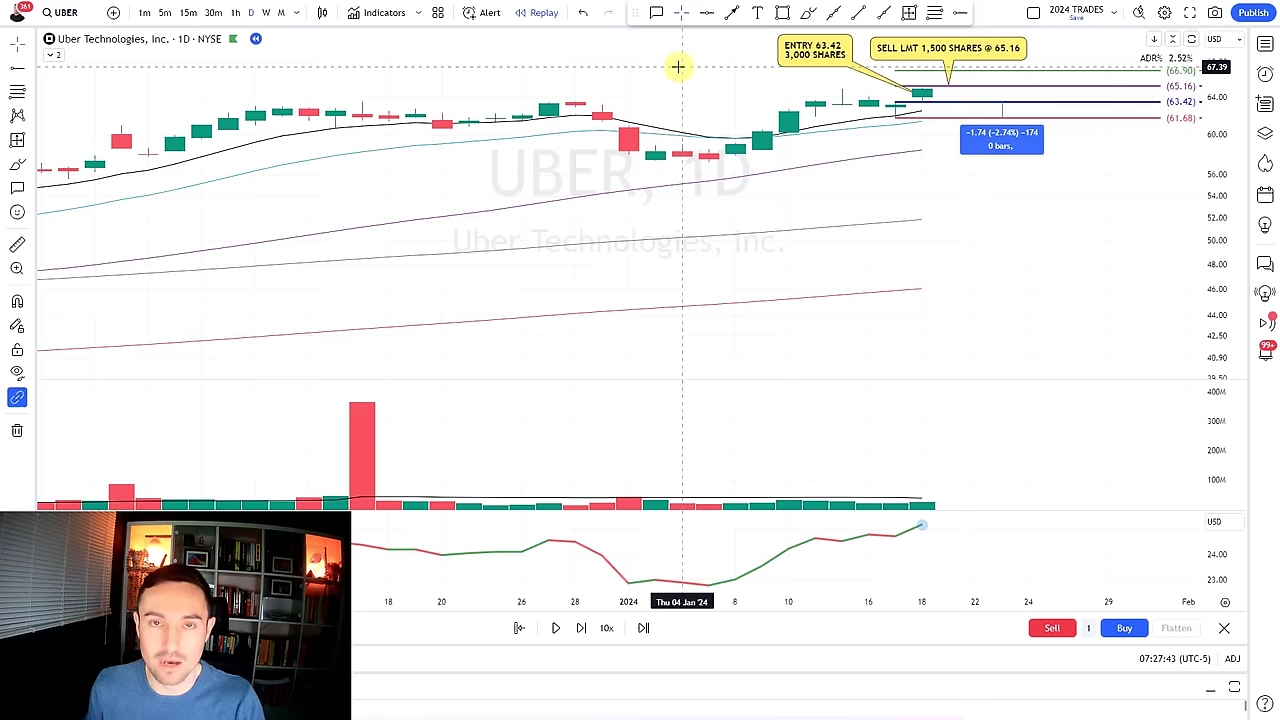 361
UBER
1m 5m 15m 30m 1h D W M
Indicators
Alert
Replay
2024 TRADES
Save
Publish
Uber Technologies, Inc. · 1D · NYSE
2
USD
ENTRY 63.42
3,000 SHARES
SELL LMT 1,500 SHARES @ 65.16
ADR% 2.52%
67.39
(66.90)
(65.16)
64.00
(63.42)
(61.68)
60.00
56.00
54.00
52.00
50.00
48.00
46.00
44.00
42.50
40.90
39.50
−1.74 (−2.74%) −174
0 bars,
UBER, 1D
Uber Technologies, Inc.
400M
300M
200M
100M
USD
24.00
23.00
18 20 26 28 2024 Thu 04 Jan '24 8 10 16 18 22 24 29 Feb
10x
Sell 1 Buy Flatten
07:27:43 (UTC-5) ADJ
99+